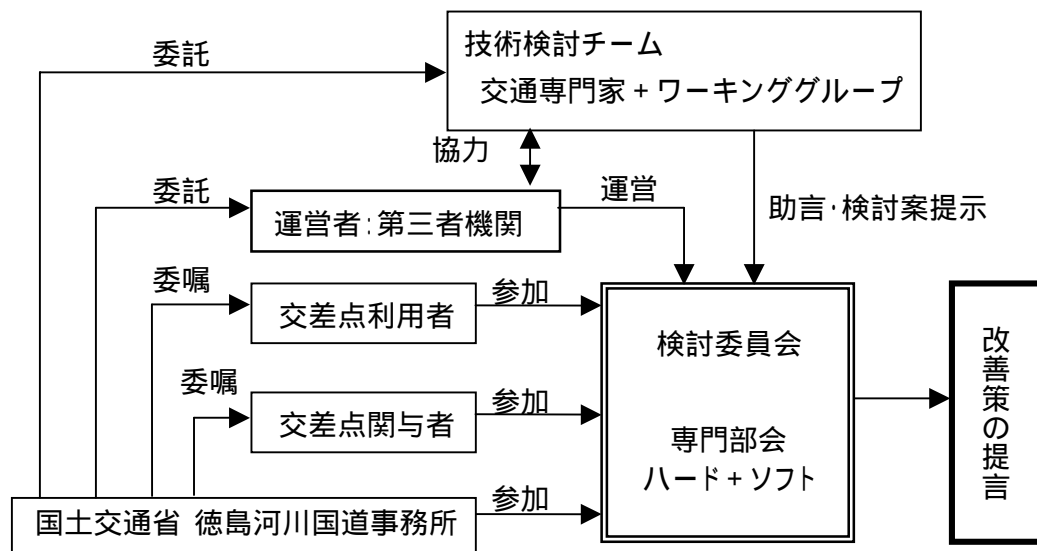 委託
技術検討チーム
交通専門家+ワーキンググループ
協力
委託
運営者:第三者機関
運営
助言・検討案提示
委嘱
交差点利用者
参加
検討委員会
専門部会
ハード+ソフト
改善策の提言
委嘱
交差点関与者
参加
国土交通省 徳島河川国道事務所
参加